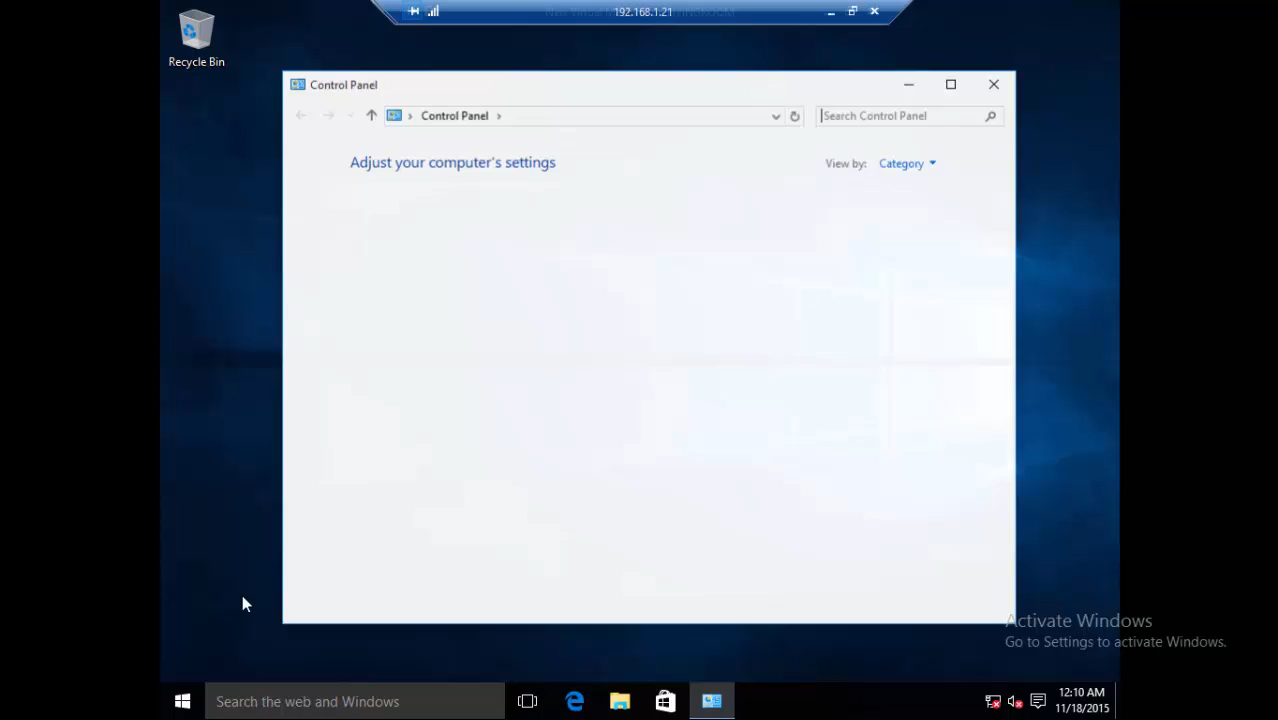 192.168.1.21
Recycle Bin
Control Panel
Control Panel
Search Control Panel
Adjust your computer's settings
View by: Category
Activate Windows
Go to Settings to activate Windows.
Search the web and Windows
12:10 AM
11/18/2015